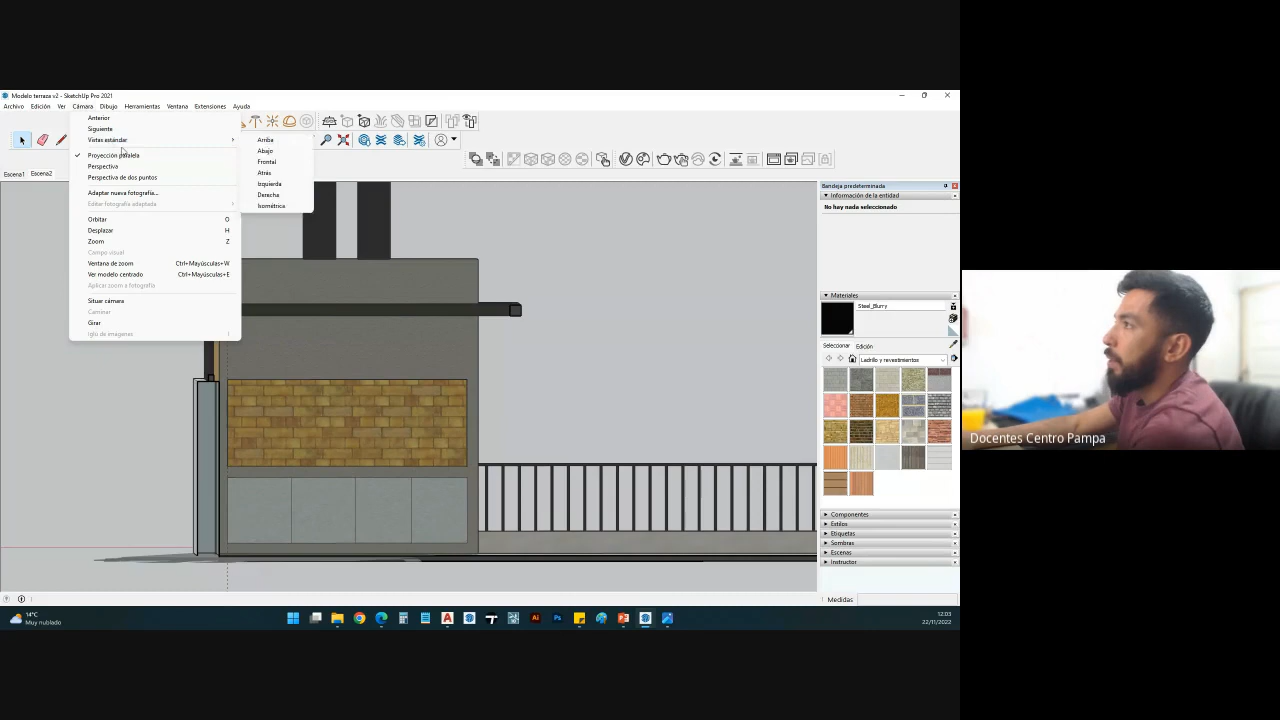 Modelo terraza v2 - SketchUp Pro 2021
Archivo Edición Ver Cámara Dibujo Herramientas Ventana Extensiones Ayuda
Anterior
Siguiente
Vistas estándar
Proyección paralela
Perspectiva
Perspectiva de dos puntos
Adaptar nueva fotografía...
Editar fotografía adaptada
Orbitar O
Desplazar H
Zoom Z
Campo visual
Ventana de zoom Ctrl+Mayúsculas+W
Ver modelo centrado Ctrl+Mayúsculas+E
Aplicar zoom a fotografía
Situar cámara
Caminar
Girar
Arriba
Abajo
Frontal
Atrás
Izquierda
Derecha
Isométrica
Escena1 Escena2
Bandeja predeterminada
Información de la entidad
No hay nada seleccionado
Materiales
Steel_Blurry
Seleccionar Edición
Ladrillo y revestimientos
Componentes
Estilos
Etiquetas
Sombras
Escenas
Instructor
Medidas
14°C
Muy nublado
Ai
Ps
12:03
22/11/2022
Docentes Centro Pampa